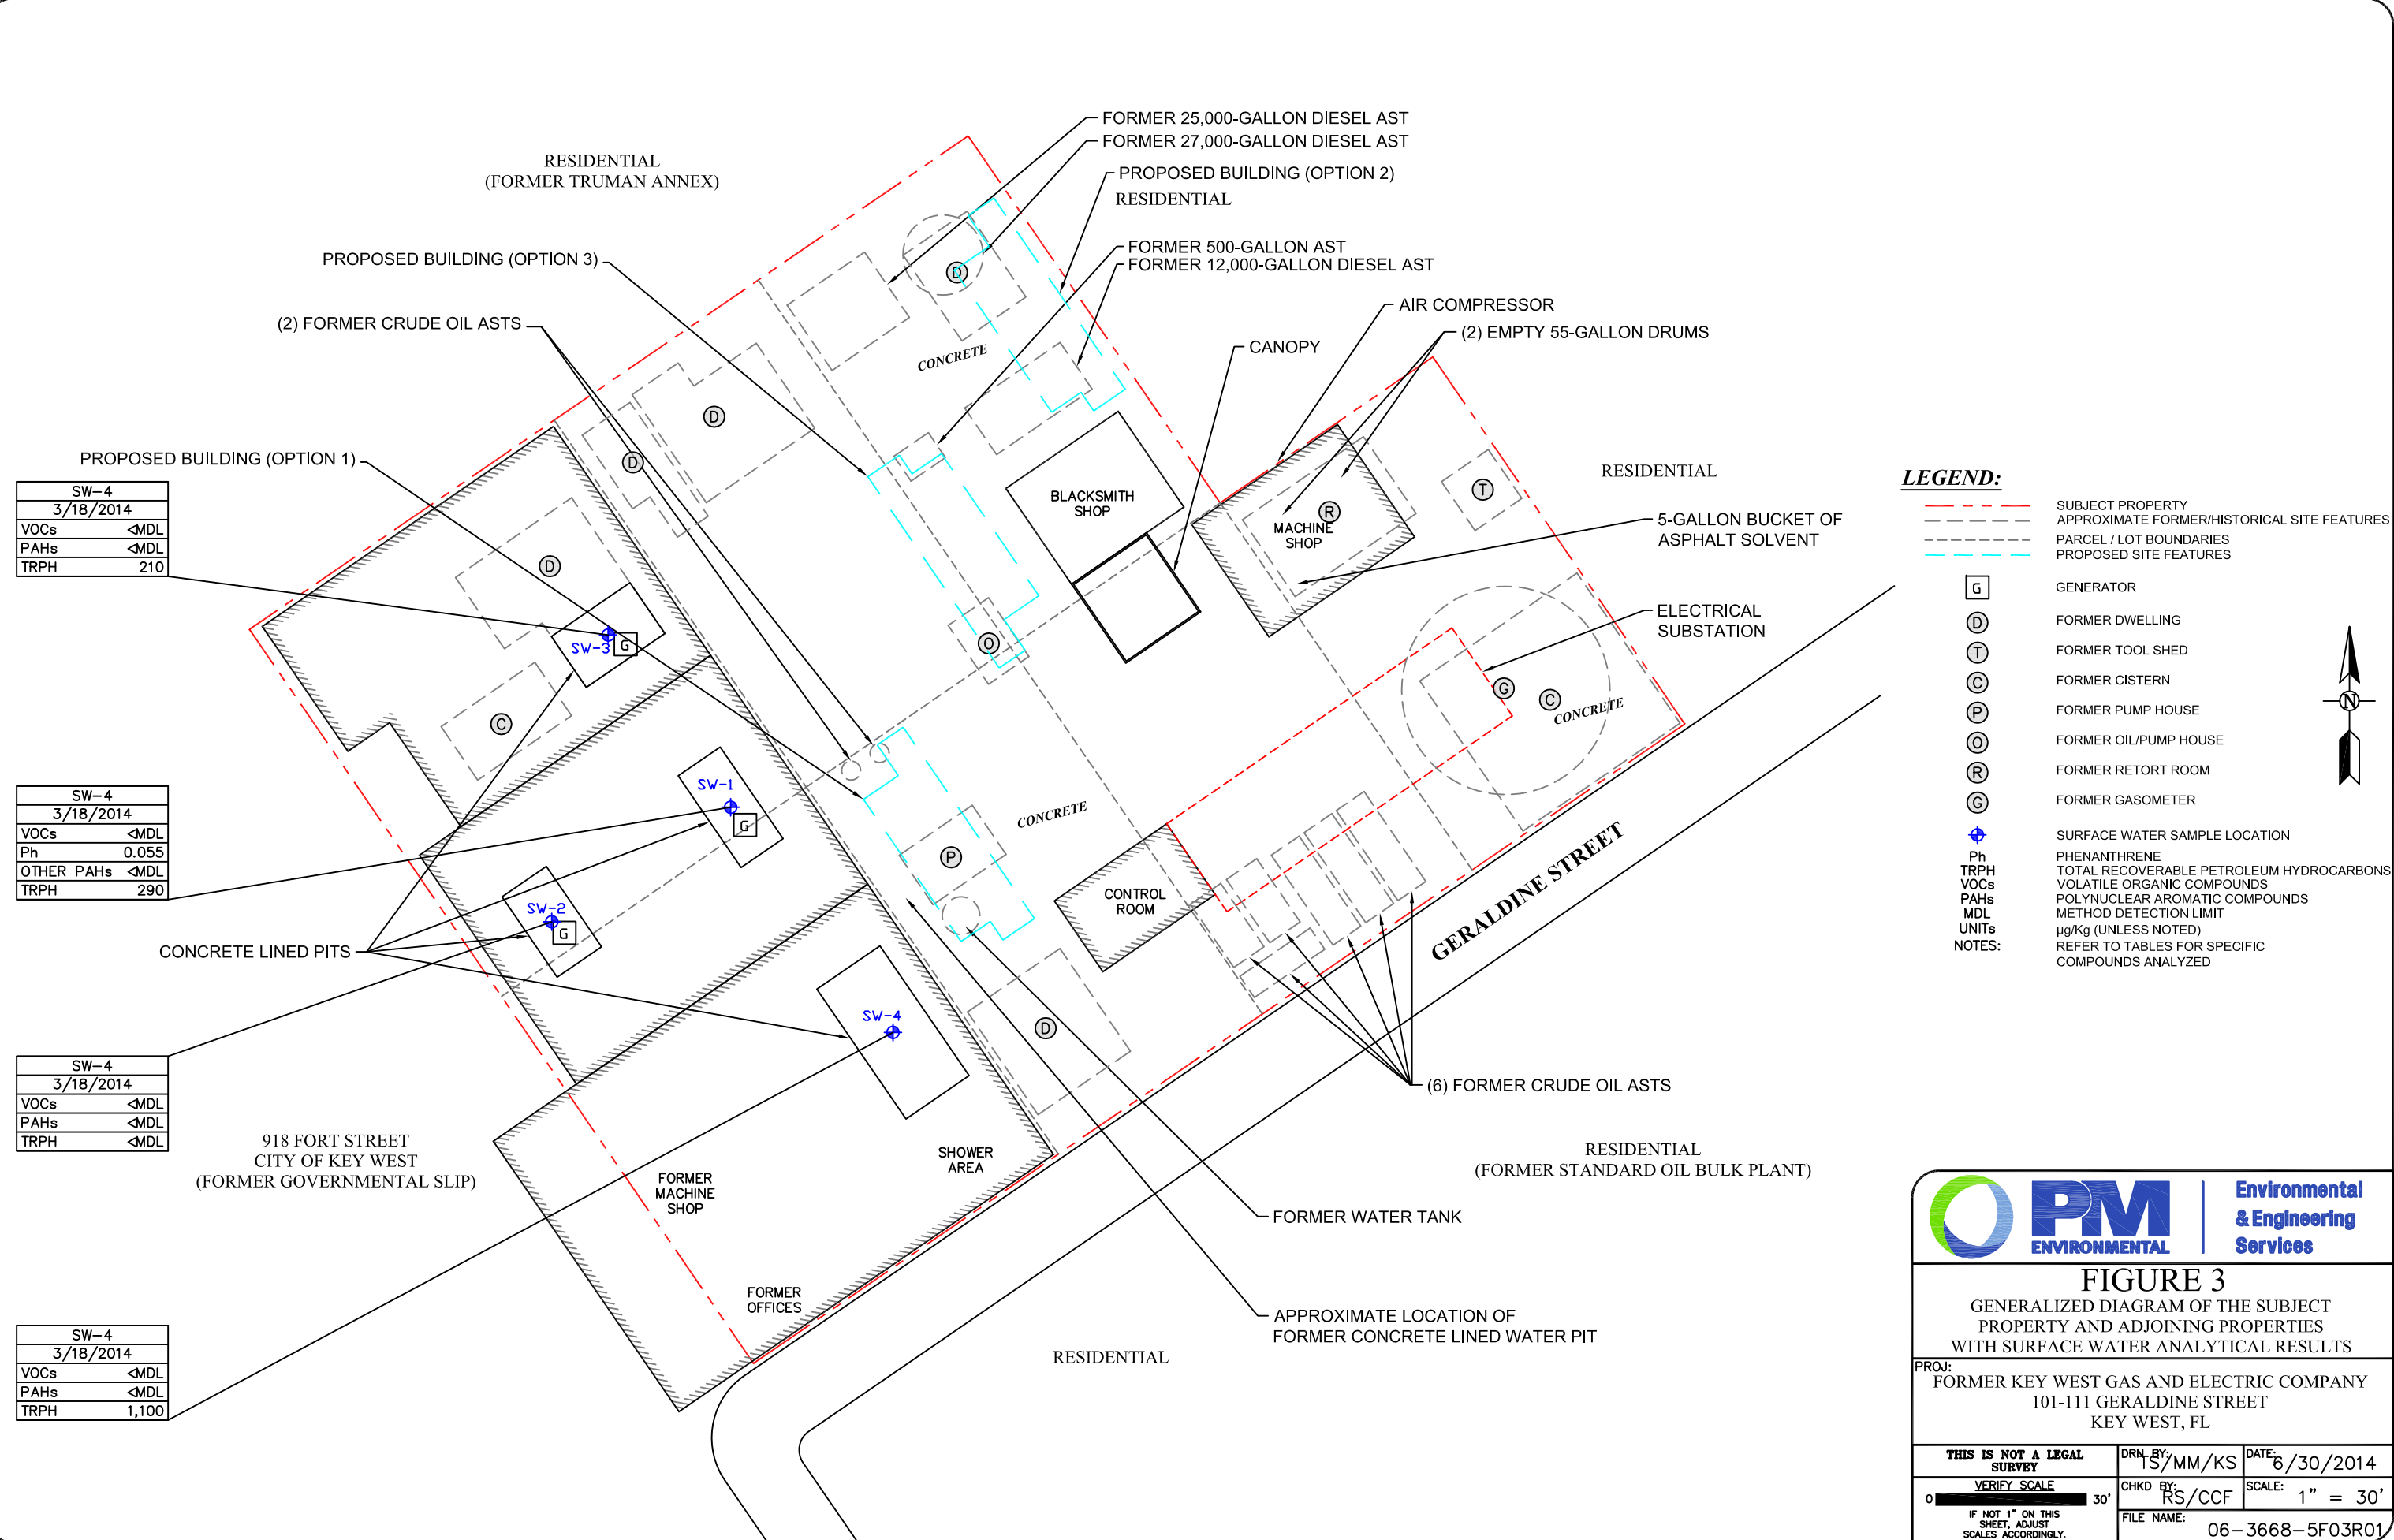 FORMER 25,000-GALLON DIESEL AST
FORMER 27,000-GALLON DIESEL AST
PROPOSED BUILDING (OPTION 2)
RESIDENTIAL
RESIDENTIAL
(FORMER TRUMAN ANNEX)
FORMER 500-GALLON AST
FORMER 12,000-GALLON DIESEL AST
PROPOSED BUILDING (OPTION 3)
AIR COMPRESSOR
(2) EMPTY 55-GALLON DRUMS
(2) FORMER CRUDE OIL ASTS
CANOPY
CONCRETE
D
D
D
D
PROPOSED BUILDING (OPTION 1)
RESIDENTIAL
BLACKSMITH
SHOP
R
MACHINE
SHOP
T
5-GALLON BUCKET OF
ASPHALT SOLVENT
ELECTRICAL
SUBSTATION
SW-4
3/18/2014
VOCs <MDL
PAHs <MDL
TRPH 210
SW-3
G
O
C
G
C
CONCRETE
SW-4
3/18/2014
VOCs <MDL
Ph 0.055
OTHER PAHs <MDL
TRPH 290
SW-1
G
CONCRETE
P
SW-2
G
CONTROL
ROOM
GERALDINE STREET
CONCRETE LINED PITS
SW-4
D
(6) FORMER CRUDE OIL ASTS
SW-4
3/18/2014
VOCs <MDL
PAHs <MDL
TRPH <MDL
918 FORT STREET
CITY OF KEY WEST
(FORMER GOVERNMENTAL SLIP)
SHOWER
AREA
FORMER
MACHINE
SHOP
RESIDENTIAL
(FORMER STANDARD OIL BULK PLANT)
FORMER WATER TANK
FORMER
OFFICES
APPROXIMATE LOCATION OF
FORMER CONCRETE LINED WATER PIT
RESIDENTIAL
SW-4
3/18/2014
VOCs <MDL
PAHs <MDL
TRPH 1,100
LEGEND:
SUBJECT PROPERTY
APPROXIMATE FORMER/HISTORICAL SITE FEATURES
PARCEL / LOT BOUNDARIES
PROPOSED SITE FEATURES
G GENERATOR
D FORMER DWELLING
T FORMER TOOL SHED
C FORMER CISTERN
P FORMER PUMP HOUSE
O FORMER OIL/PUMP HOUSE
R FORMER RETORT ROOM
G FORMER GASOMETER
SURFACE WATER SAMPLE LOCATION
Ph PHENANTHRENE
TRPH TOTAL RECOVERABLE PETROLEUM HYDROCARBONS
VOCs VOLATILE ORGANIC COMPOUNDS
PAHs POLYNUCLEAR AROMATIC COMPOUNDS
MDL METHOD DETECTION LIMIT
UNITs µg/Kg (UNLESS NOTED)
NOTES: REFER TO TABLES FOR SPECIFIC
COMPOUNDS ANALYZED
N
PM
ENVIRONMENTAL
Environmental
& Engineering
Services
FIGURE 3
GENERALIZED DIAGRAM OF THE SUBJECT
PROPERTY AND ADJOINING PROPERTIES
WITH SURFACE WATER ANALYTICAL RESULTS
PROJ:
FORMER KEY WEST GAS AND ELECTRIC COMPANY
101-111 GERALDINE STREET
KEY WEST, FL
THIS IS NOT A LEGAL
SURVEY
DRN BY: TS/MM/KS
DATE: 6/30/2014
VERIFY SCALE
0 30'
IF NOT 1" ON THIS
SHEET, ADJUST
SCALES ACCORDINGLY.
CHKD BY: RS/CCF
SCALE: 1" = 30'
FILE NAME: 06-3668-5F03R01